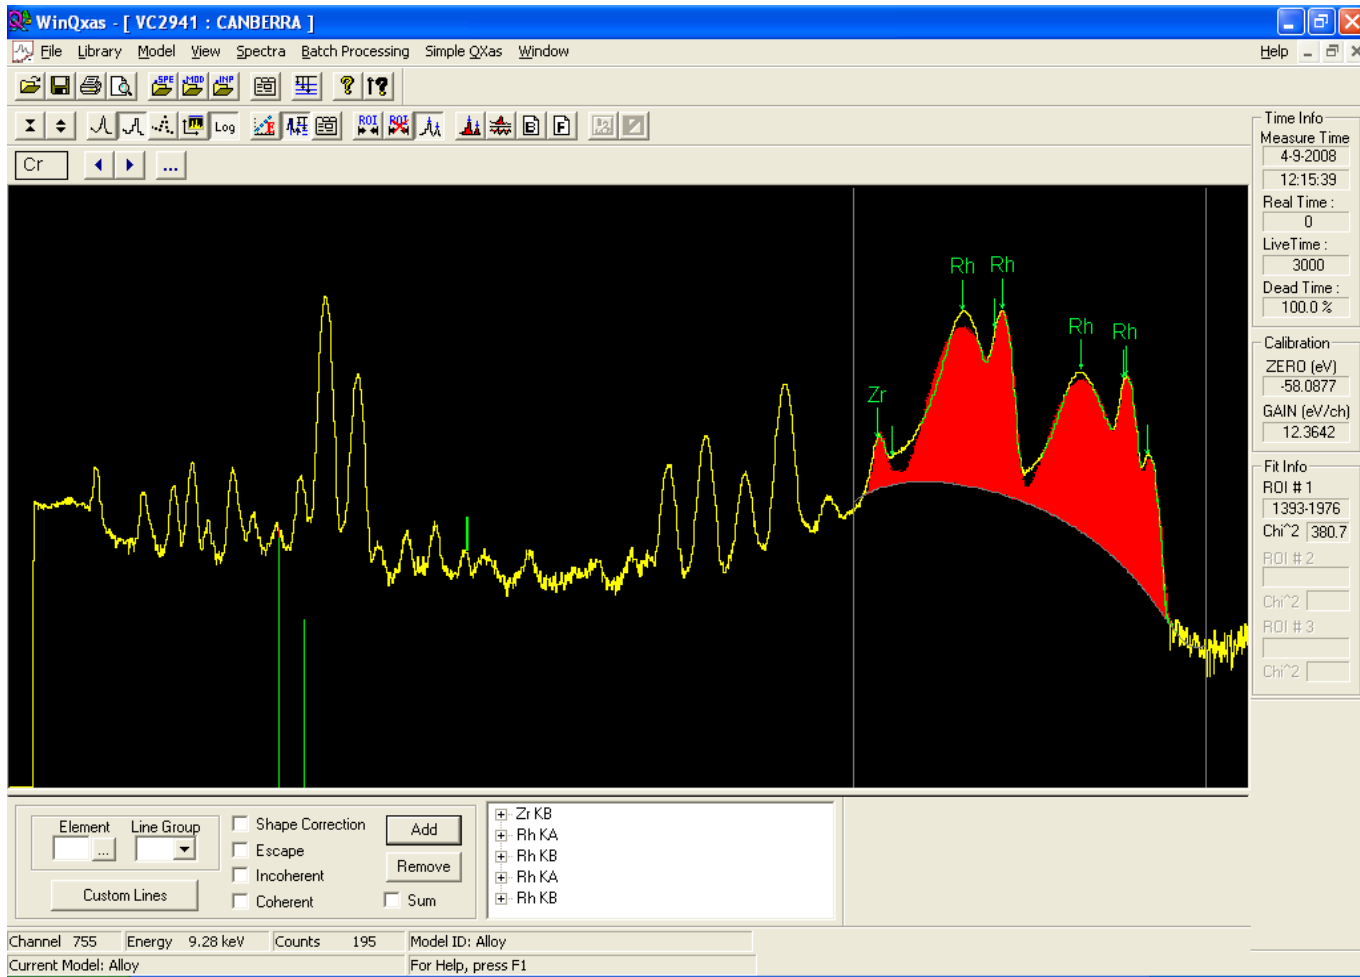 WinQxas - [ VC2941 : CANBERRA ]
File Library Model View Spectra Batch Processing Simple QXas Window Help
SPE MOD INP
Log E ROI ROI B F
Cr ...
Time Info
Measure Time
4-9-2008
12:15:39
Real Time :
0
LiveTime :
3000
Dead Time :
100.0 %
Calibration
ZERO (eV)
-58.0877
GAIN (eV/ch)
12.3642
Fit Info
ROI # 1
1393-1976
Chi^2 380.7
ROI # 2
Chi^2
ROI # 3
Chi^2
Rh Rh
Rh Rh
Zr
Element Line Group
...
Custom Lines
Shape Correction
Escape
Incoherent
Coherent
Add
Remove
Sum
Zr KB
Rh KA
Rh KB
Rh KA
Rh KB
Channel 755 Energy 9.28 keV Counts 195 Model ID: Alloy
Current Model: Alloy For Help, press F1